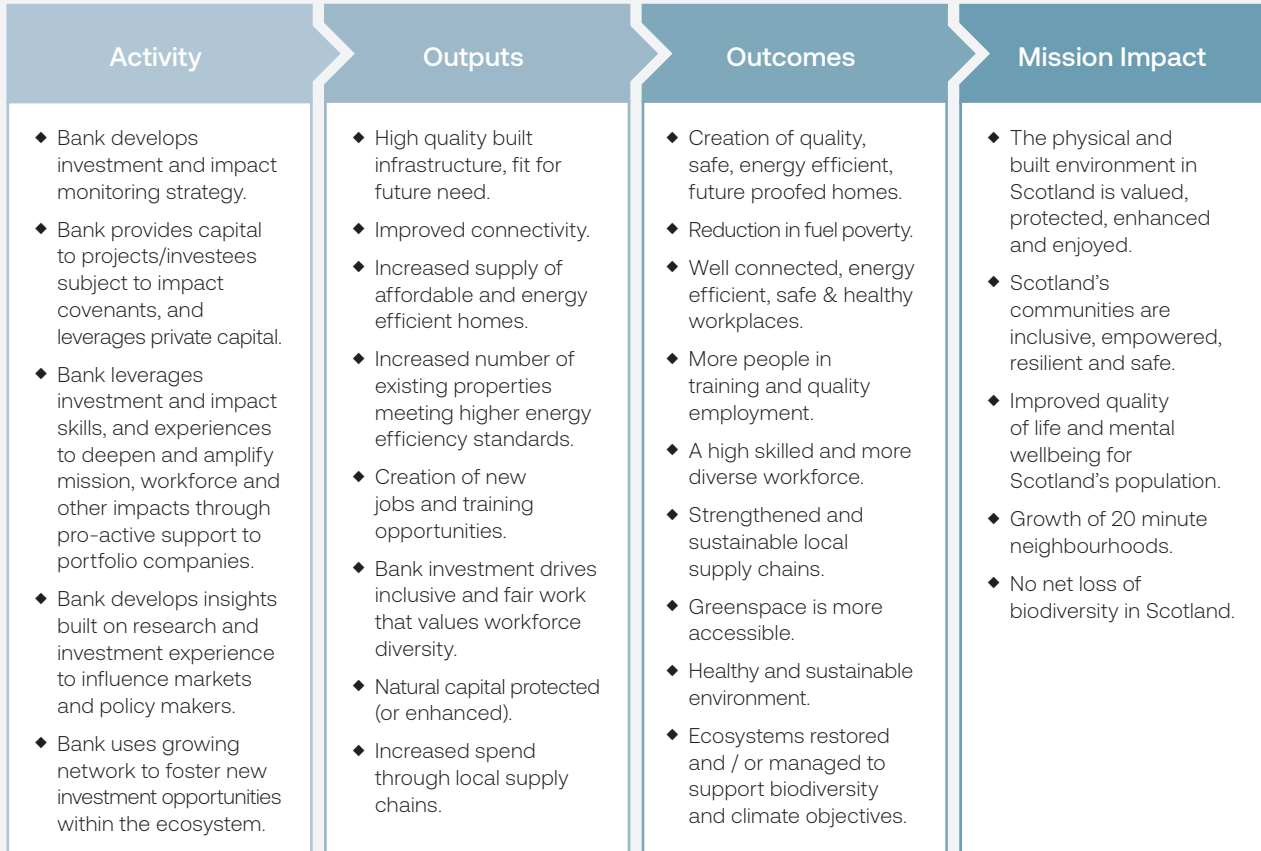 Activity
◆ Bank develops
investment and impact
monitoring strategy.
◆ Bank provides capital
to projects/investees
subject to impact
covenants, and
leverages private capital.
◆ Bank leverages
investment and impact
skills, and experiences
to deepen and amplify
mission, workforce and
other impacts through
pro-active support to
portfolio companies.
◆ Bank develops insights
built on research and
investment experience
to influence markets
and policy makers.
◆ Bank uses growing
network to foster new
investment opportunities
within the ecosystem.
Outputs
◆ High quality built
infrastructure, fit for
future need.
◆ Improved connectivity.
◆ Increased supply of
affordable and energy
efficient homes.
◆ Increased number of
existing properties
meeting higher energy
efficiency standards.
◆ Creation of new
jobs and training
opportunities.
◆ Bank investment drives
inclusive and fair work
that values workforce
diversity.
◆ Natural capital protected
(or enhanced).
◆ Increased spend
through local supply
chains.
Outcomes
◆ Creation of quality,
safe, energy efficient,
future proofed homes.
◆ Reduction in fuel poverty.
◆ Well connected, energy
efficient, safe & healthy
workplaces.
◆ More people in
training and quality
employment.
◆ A high skilled and more
diverse workforce.
◆ Strengthened and
sustainable local
supply chains.
◆ Greenspace is more
accessible.
◆ Healthy and sustainable
environment.
◆ Ecosystems restored
and / or managed to
support biodiversity
and climate objectives.
Mission Impact
◆ The physical and
built environment in
Scotland is valued,
protected, enhanced
and enjoyed.
◆ Scotland’s
communities are
inclusive, empowered,
resilient and safe.
◆ Improved quality
of life and mental
wellbeing for
Scotland’s population.
◆ Growth of 20 minute
neighbourhoods.
◆ No net loss of
biodiversity in Scotland.